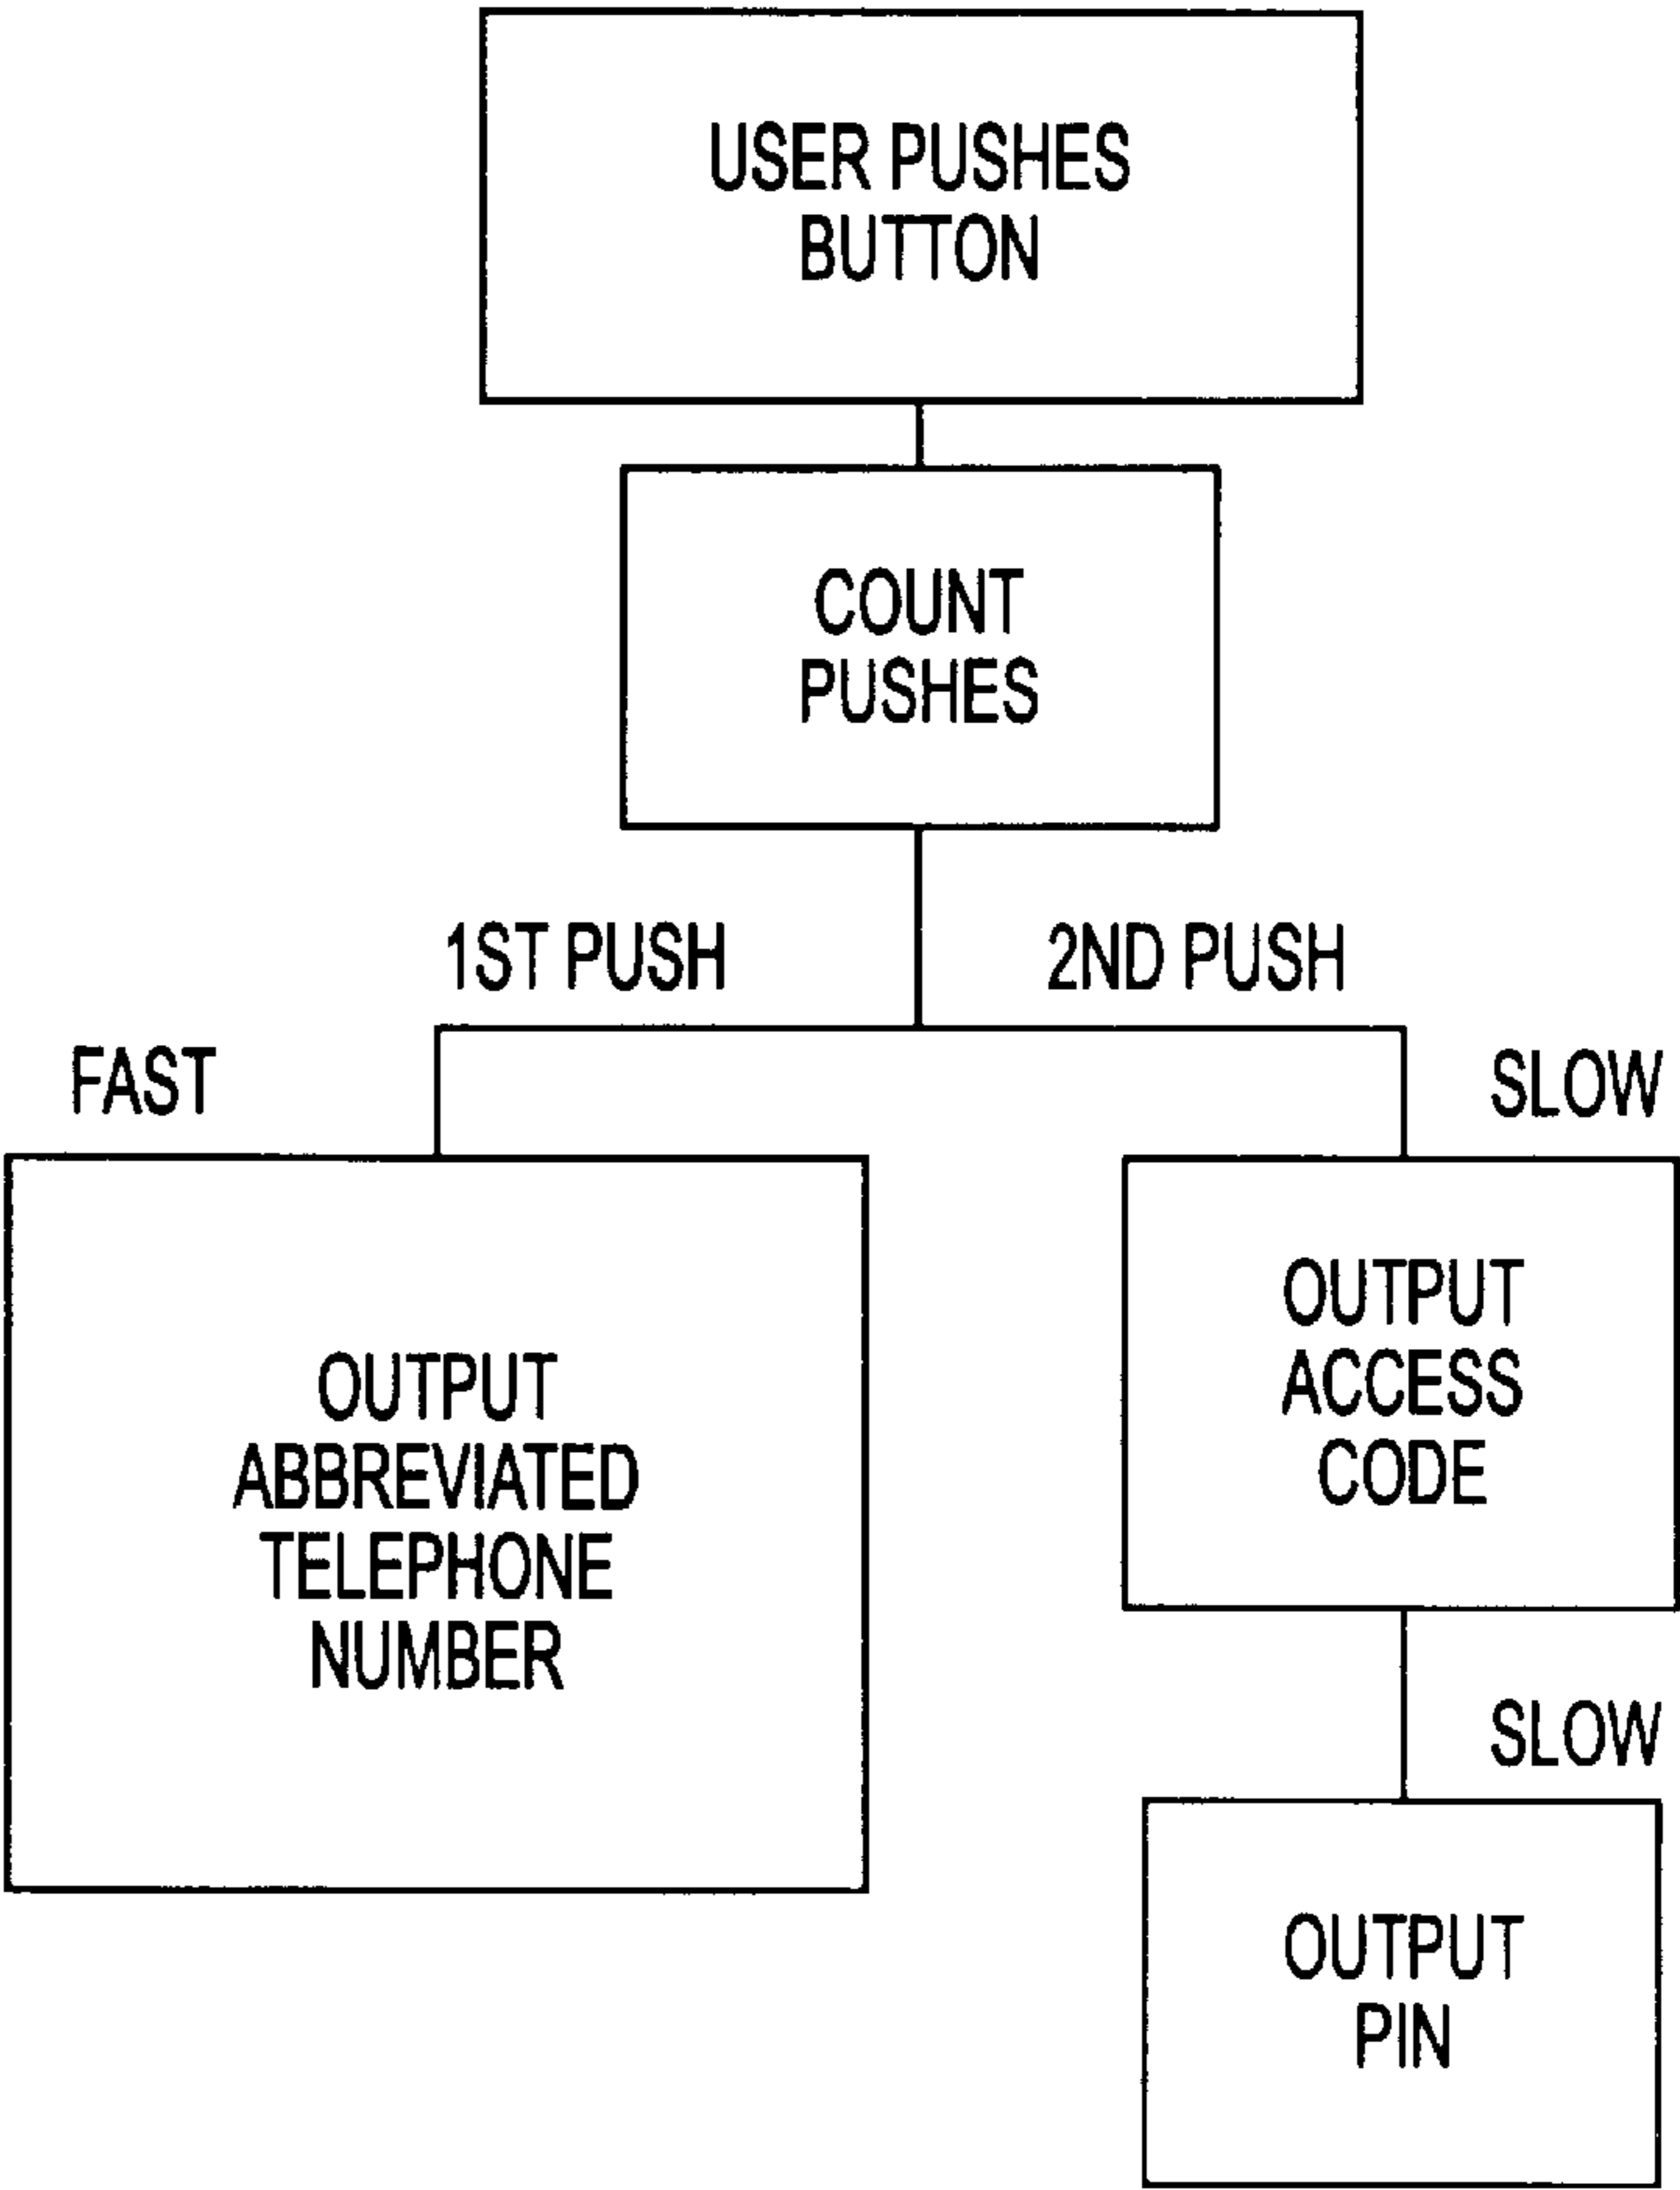 USER PUSHES
BUTTON
COUNT
PUSHES
1ST PUSH
2ND PUSH
FAST
SLOW
OUTPUT
ABBREVIATED
TELEPHONE
NUMBER
OUTPUT
ACCESS
CODE
SLOW
OUTPUT
PIN